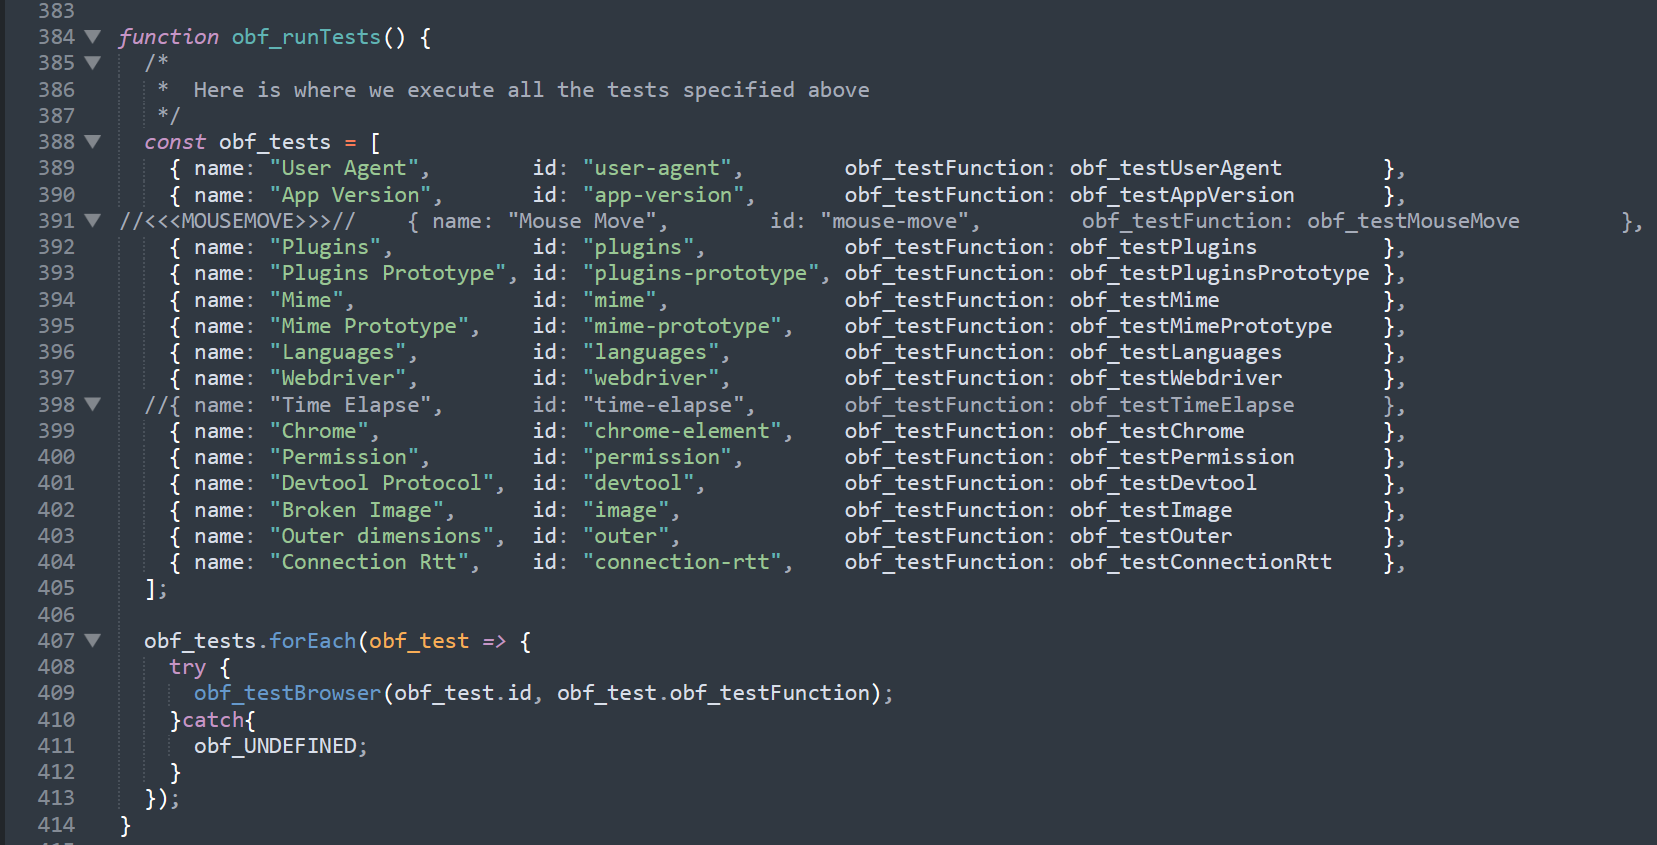 383
384 function obf_runTests() {
385 /*
386 * Here is where we execute all the tests specified above
387 */
388 const obf_tests = [
389 { name: "User Agent", id: "user-agent", obf_testFunction: obf_testUserAgent },
390 { name: "App Version", id: "app-version", obf_testFunction: obf_testAppVersion },
391 //<<<MOUSEMOVE>>>// { name: "Mouse Move", id: "mouse-move", obf_testFunction: obf_testMouseMove },
392 { name: "Plugins", id: "plugins", obf_testFunction: obf_testPlugins },
393 { name: "Plugins Prototype", id: "plugins-prototype", obf_testFunction: obf_testPluginsPrototype },
394 { name: "Mime", id: "mime", obf_testFunction: obf_testMime },
395 { name: "Mime Prototype", id: "mime-prototype", obf_testFunction: obf_testMimePrototype },
396 { name: "Languages", id: "languages", obf_testFunction: obf_testLanguages },
397 { name: "Webdriver", id: "webdriver", obf_testFunction: obf_testWebdriver },
398 //{ name: "Time Elapse", id: "time-elapse", obf_testFunction: obf_testTimeElapse },
399 { name: "Chrome", id: "chrome-element", obf_testFunction: obf_testChrome },
400 { name: "Permission", id: "permission", obf_testFunction: obf_testPermission },
401 { name: "Devtool Protocol", id: "devtool", obf_testFunction: obf_testDevtool },
402 { name: "Broken Image", id: "image", obf_testFunction: obf_testImage },
403 { name: "Outer dimensions", id: "outer", obf_testFunction: obf_testOuter },
404 { name: "Connection Rtt", id: "connection-rtt", obf_testFunction: obf_testConnectionRtt },
405 ];
406
407 obf_tests.forEach(obf_test => {
408 try {
409 obf_testBrowser(obf_test.id, obf_test.obf_testFunction);
410 }catch{
411 obf_UNDEFINED;
412 }
413 });
414 }